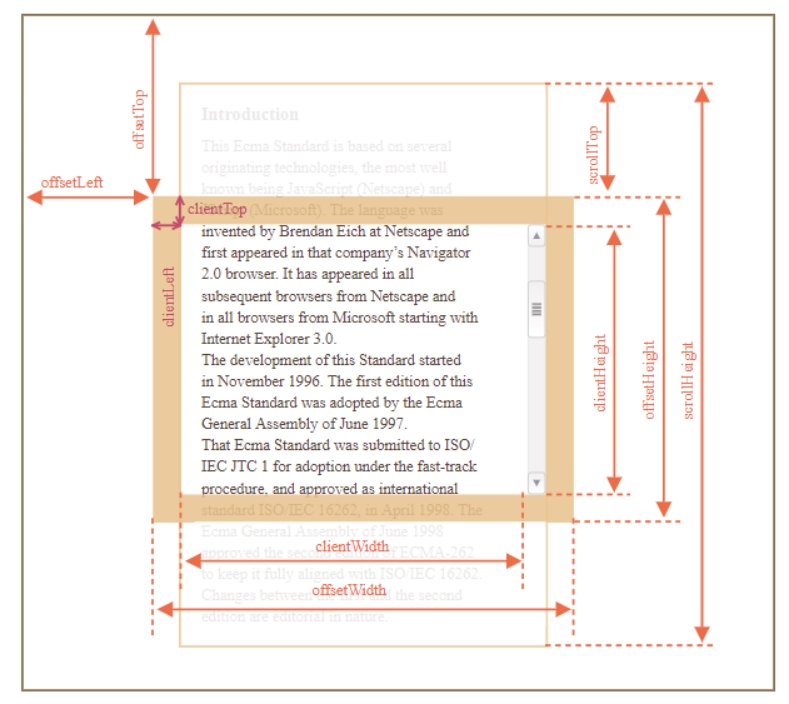 offsetTop
Introduction
This Ecma Standard is based on several
originating technologies, the most well
known being JavaScript (Netscape) and
(Microsoft). The language was
invented by Brendan Eich at Netscape and
first appeared in that company's Navigator
2.0 browser. It has appeared in all
subsequent browsers from Netscape and
in all browsers from Microsoft starting with
Internet Explorer 3.0.
The development of this Standard started
in November 1996. The first edition of this
Ecma Standard was adopted by the Ecma
General Assembly of June 1997.
That Ecma Standard was submitted to ISO/
IEC JTC 1 for adoption under the fast-track
procedure, and approved as international
standard ISO/IEC 16262, in April 1998. The
Ecma General Assembly of June 1998
approved the second edition of ECMA-262
to keep it fully aligned with ISO/IEC 16262.
Changes between the first and the second
edition are editorial in nature.
offsetLeft
clientTop
clientLeft
scrollTop
clientHeight
offsetHeight
scrollHeight
clientWidth
offsetWidth